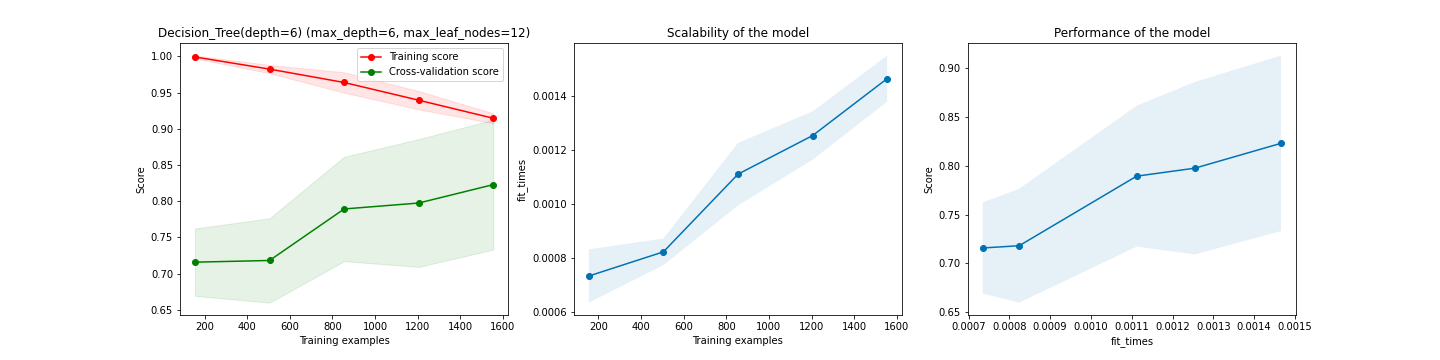 Decision_Tree(depth=6) (max_depth=6, max_leaf_nodes=12)
Training score
Cross-validation score
1.00
0.95
0.90
0.85
0.80
0.75
0.70
0.65
Score
200 400 600 800 1000 1200 1400 1600
Training examples
Scalability of the model
0.0014
0.0012
0.0010
0.0008
0.0006
fit_times
200 400 600 800 1000 1200 1400 1600
Training examples
Performance of the model
0.90
0.85
0.80
0.75
0.70
0.65
Score
0.0007 0.0008 0.0009 0.0010 0.0011 0.0012 0.0013 0.0014 0.0015
fit_times